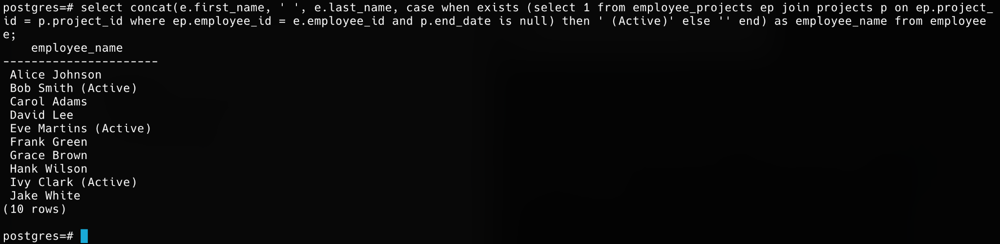 postgres=# select concat(e.first_name, ' ', e.last_name, case when exists (select 1 from employee_projects ep join projects p on ep.project_
id = p.project_id where ep.employee_id = e.employee_id and p.end_date is null) then ' (Active)' else '' end) as employee_name from employee
e;
    employee_name
----------------------
 Alice Johnson
 Bob Smith (Active)
 Carol Adams
 David Lee
 Eve Martins (Active)
 Frank Green
 Grace Brown
 Hank Wilson
 Ivy Clark (Active)
 Jake White
(10 rows)

postgres=#